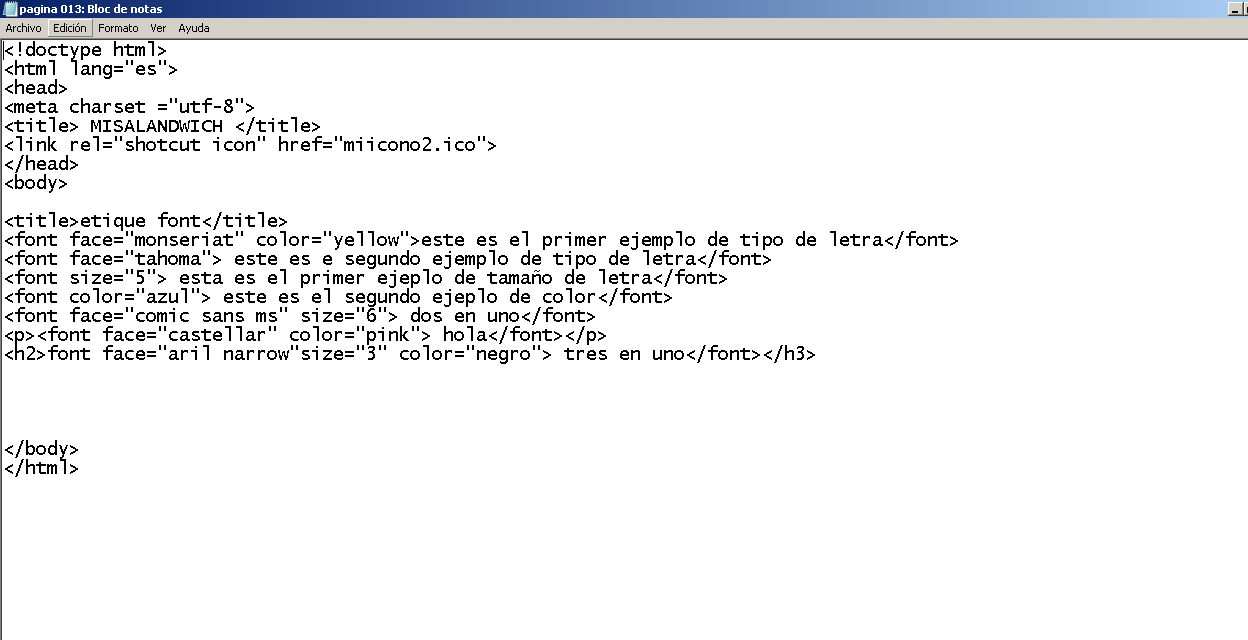 pagina 013: Bloc de notas
Archivo Edición Formato Ver Ayuda
<!doctype html>
<html lang="es">
<head>
<meta charset ="utf-8">
<title> MISALANDWICH </title>
<link rel="shotcut icon" href="miicono2.ico">
</head>
<body>
<title>etique font</title>
<font face="monseriat" color="yellow">este es el primer ejemplo de tipo de letra</font>
<font face="tahoma"> este es e segundo ejemplo de tipo de letra</font>
<font size="5"> esta es el primer ejeplo de tamaño de letra</font>
<font color="azul"> este es el segundo ejeplo de color</font>
<font face="comic sans ms" size="6"> dos en uno</font>
<p><font face="castellar" color="pink"> hola</font></p>
<h2>font face="aril narrow"size="3" color="negro"> tres en uno</font></h3>
</body>
</html>